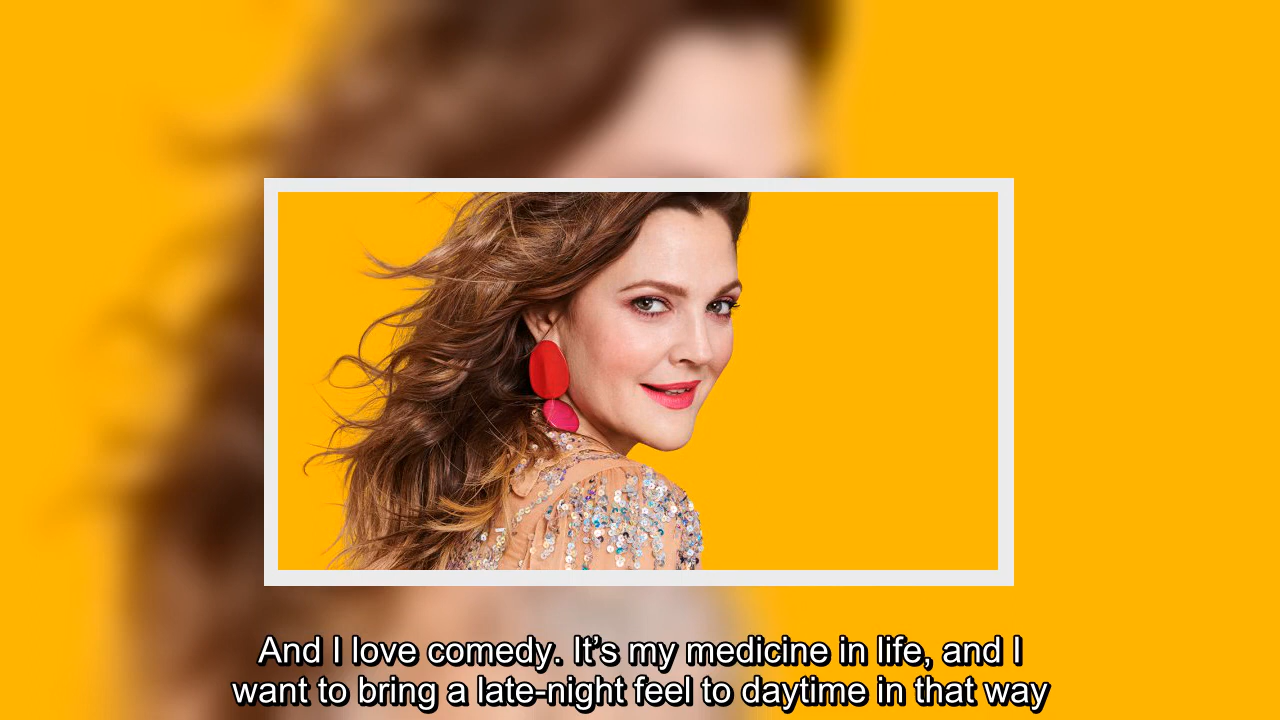 And I love comedy. It’s my medicine in life, and I
want to bring a late-night feel to daytime in that way